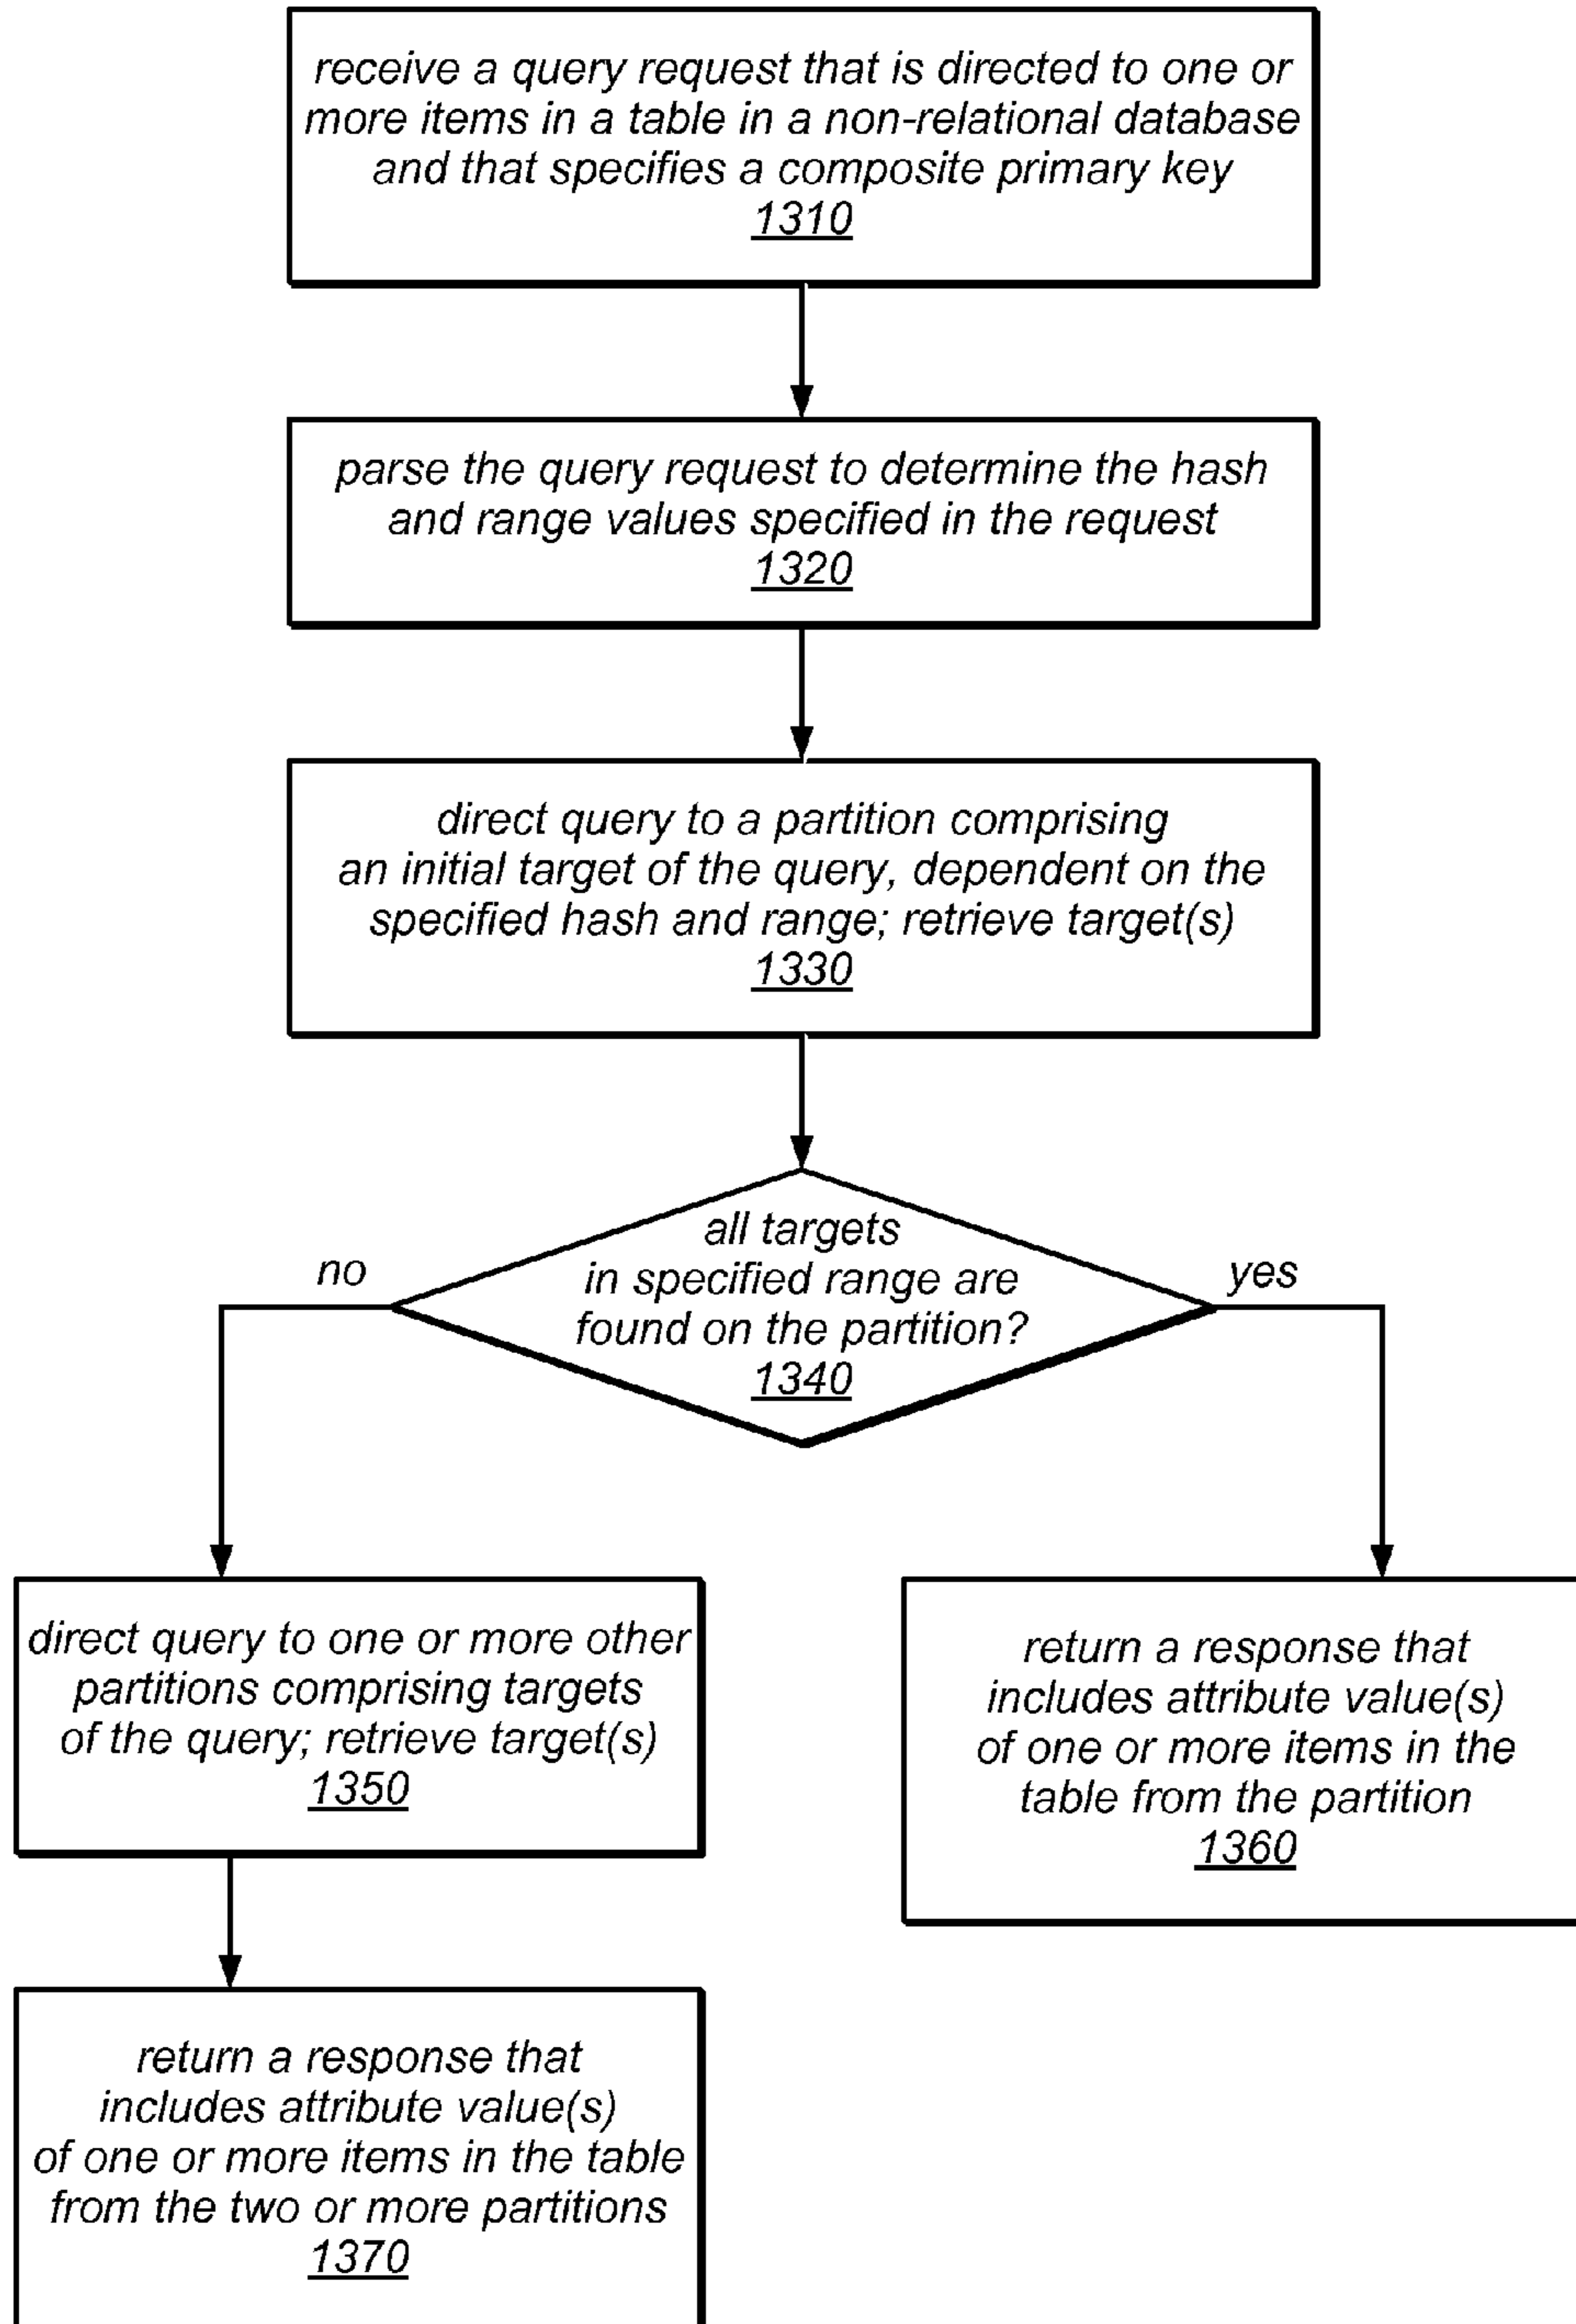 receive a query request that is directed to one or
more items in a table in a non-relational database
and that specifies a composite primary key
1310
parse the query request to determine the hash
and range values specified in the request
1320
direct query to a partition comprising
an initial target of the query, dependent on the
specified hash and range; retrieve target(s)
1330
all targets
in specified range are
found on the partition?
1340
no
yes
direct query to one or more other
partitions comprising targets
of the query; retrieve target(s)
1350
return a response that
includes attribute value(s)
of one or more items in the
table from the partition
1360
return a response that
includes attribute value(s)
of one or more items in the table
from the two or more partitions
1370